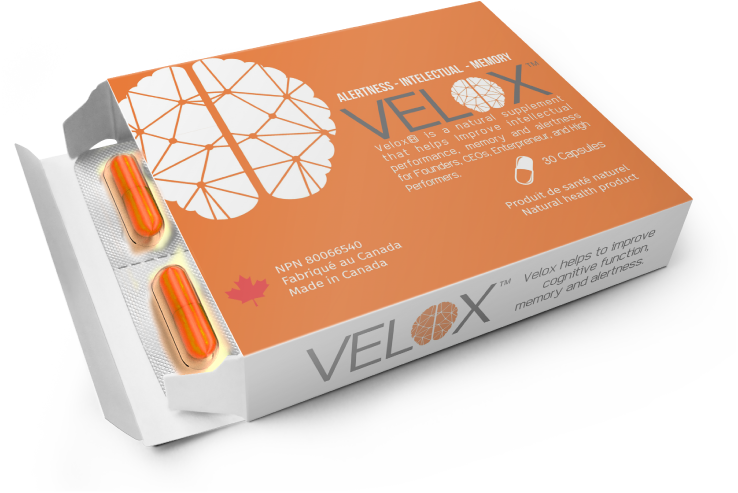 ALERTNESS - INTELECTUAL - MEMORY
VELOX™
Velox® is a natural supplement
that helps improve intellectual
performance, memory and alertness
for Founders, CEOs, Enterpreneur, and High
Performers.
30 Capsules
Produit de santé naturel
Natural health product
NPN 80066540
Fabriqué au Canada
Made in Canada
VELOX™
Velox helps to improve
cognitive function,
memory and alertness.